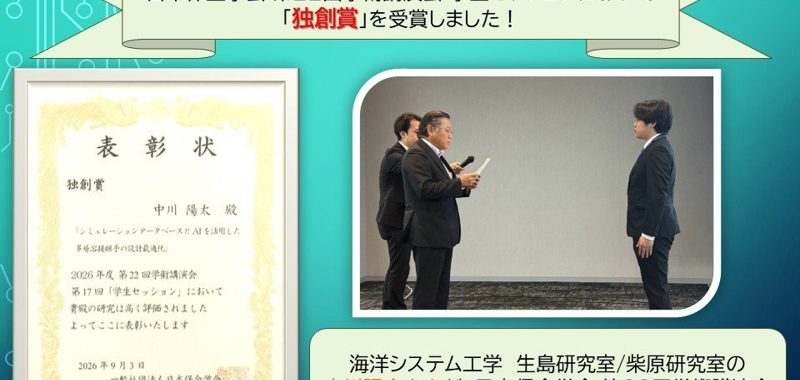 「独創賞」を受賞しました！
表 彰 状
独創賞
中川 陽太 殿
「シミュレーションデータベースとAIを活用した
多層溶接継手の設計最適化」
2026年度 第22回学術講演会
第17回「学生セッション」において
貴殿の研究は高く評価されました
よってここに表彰いたします
2026年9月3日
海洋システム工学 生島研究室/柴原研究室の